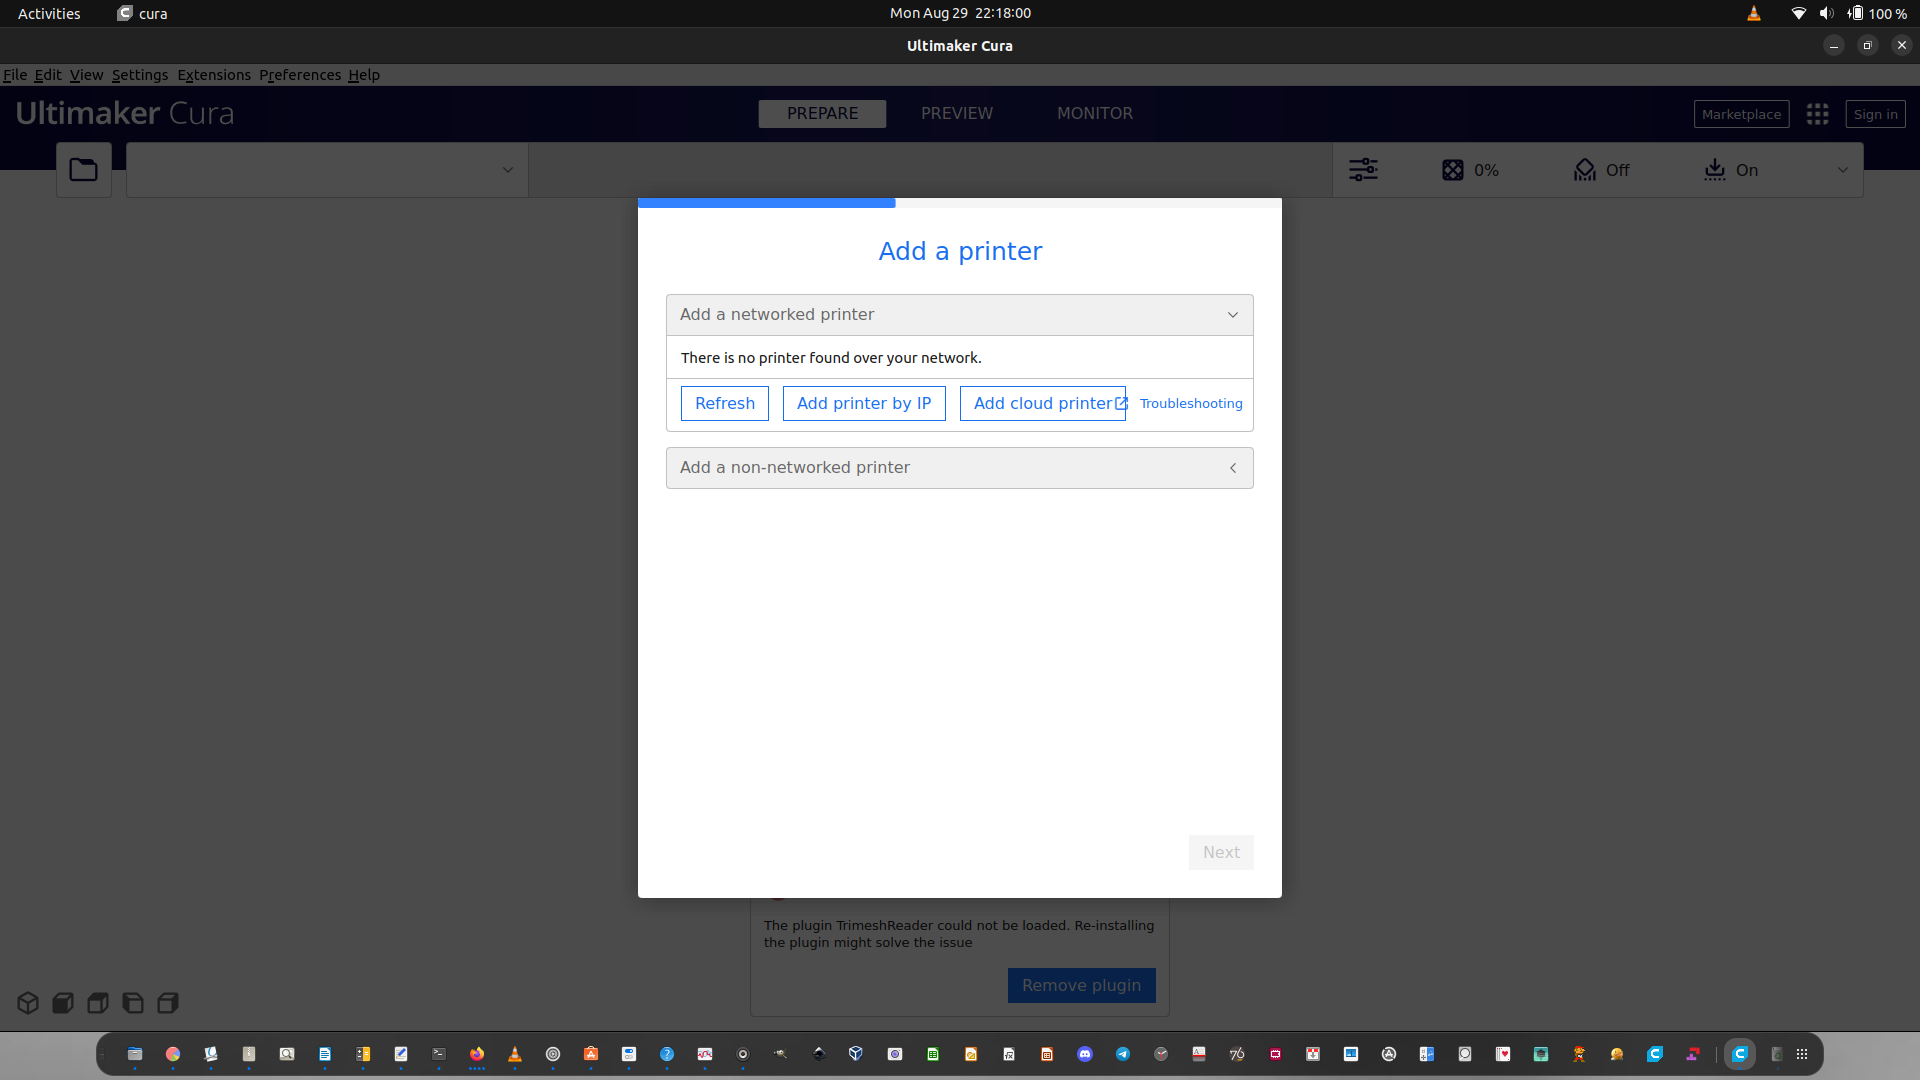 Activities cura Mon Aug 29 22:18:00 100 %
Ultimaker Cura
File Edit View Settings Extensions Preferences Help
Ultimaker Cura PREPARE PREVIEW MONITOR Marketplace Sign in
0% Off On
Add a printer
Add a networked printer
There is no printer found over your network.
Refresh Add printer by IP Add cloud printer Troubleshooting
Add a non-networked printer
Next
The plugin TrimeshReader could not be loaded. Re-installing
the plugin might solve the issue
Remove plugin